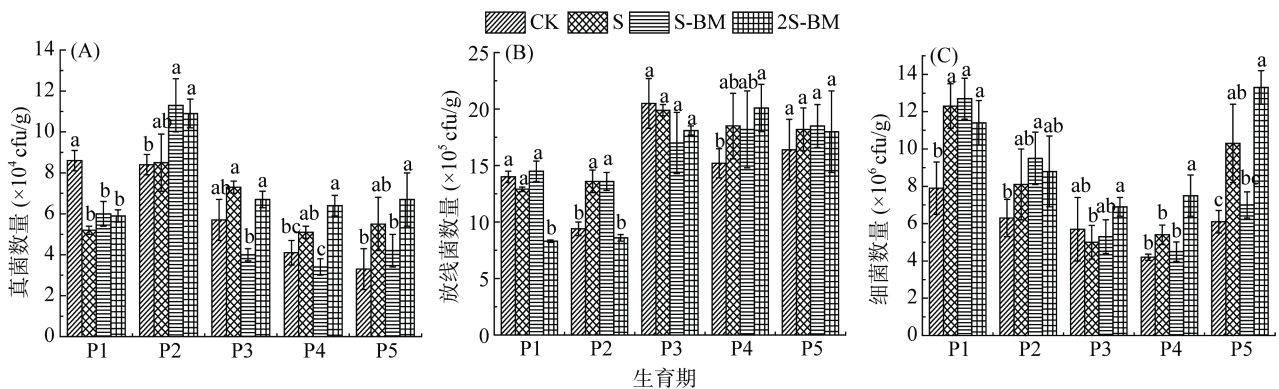 CK S S-BM 2S-BM
(A)
真菌数量 (×10⁴ cfu/g)
14
12
10
8
6
4
2
0
a b b b
b ab a a
ab a b a
bc ab c a
b ab b a
P1 P2 P3 P4 P5
(B)
放线菌数量 (×10⁵ cfu/g)
25
20
15
10
5
0
a a a b
b a a b
a a a a
b ab ab a
a a a a
P1 P2 P3 P4 P5
(C)
细菌数量 (×10⁶ cfu/g)
14
12
10
8
6
4
2
0
b a a a
b ab a ab
ab b ab a
b b b a
c ab bc a
P1 P2 P3 P4 P5
生育期